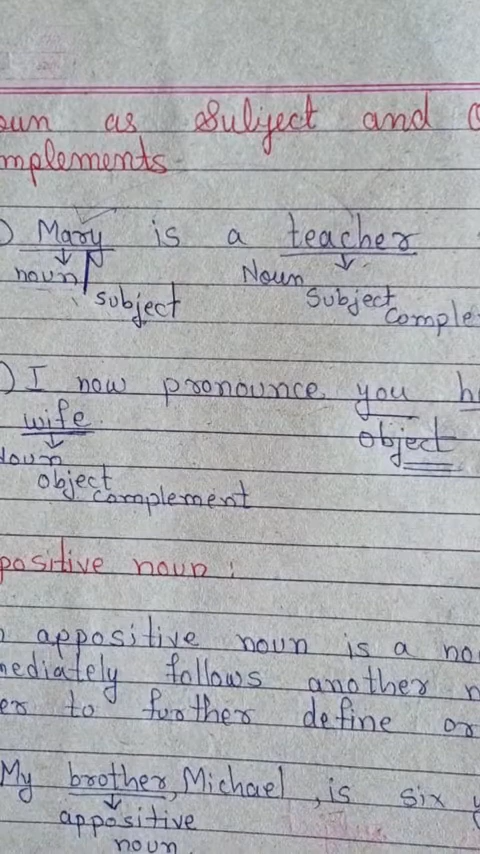 oun as Subject and C
mplements
) Mary is a teacher
noun Noun
subject Subject
comple
) I now pronounce you h
wife object
Noun
object
complement
positive noun :
appositive noun is a no
mediately follows another n
er to further define or
My brother, Michael, is six y
appositive
noun